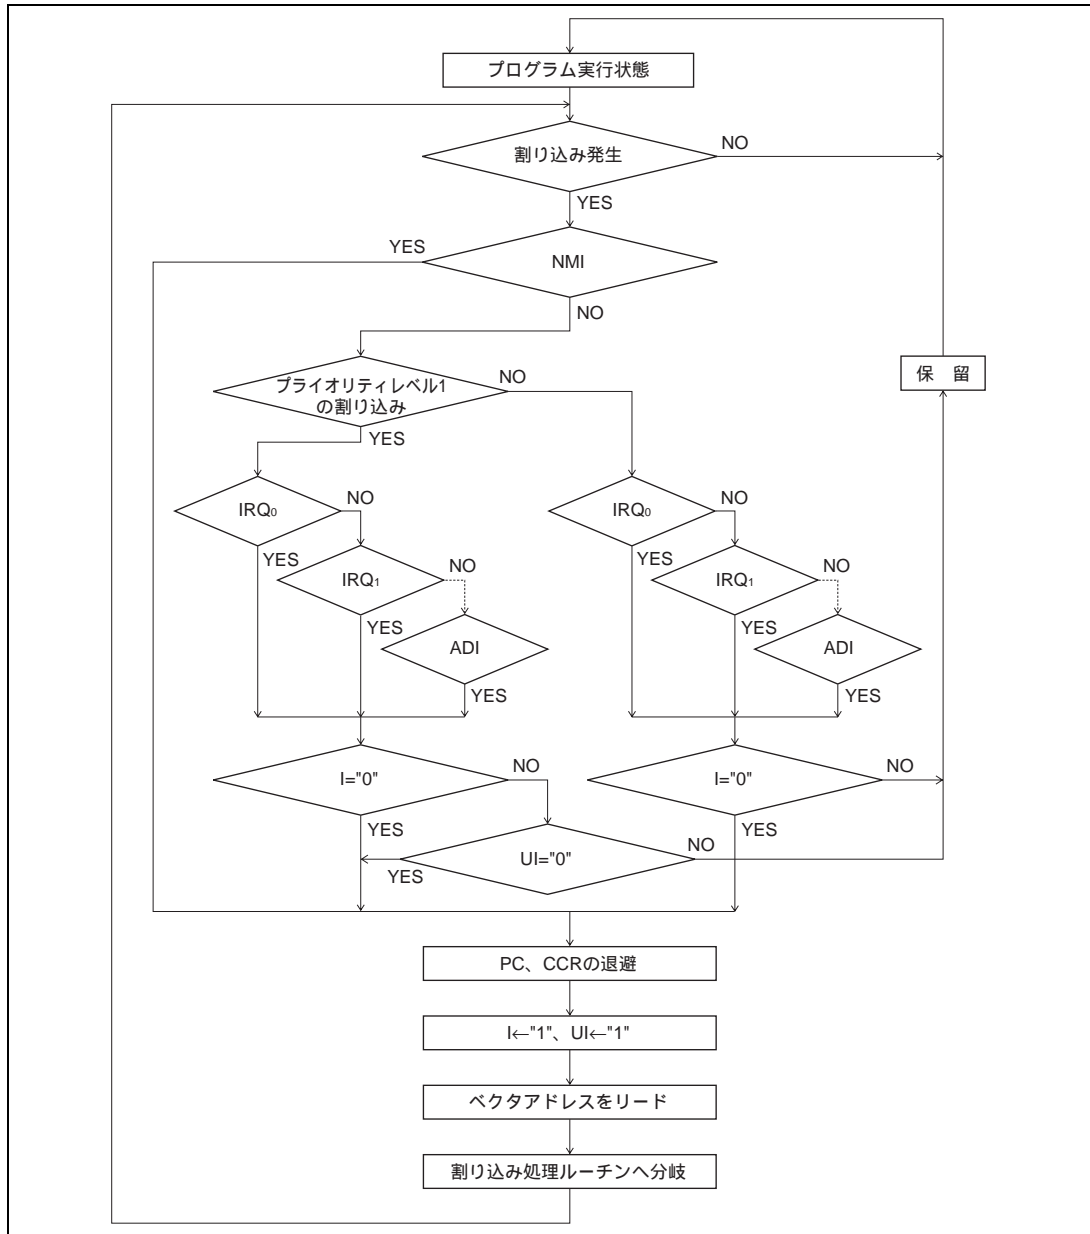 プログラム実行状態
割り込み発生
NO
YES
YES
NMI
NO
プライオリティレベル1
の割り込み
NO
YES
保　留
IRQ0
NO
YES
IRQ1
NO
YES
ADI
YES
IRQ0
NO
YES
IRQ1
NO
YES
ADI
YES
I="0"
NO
YES
I="0"
NO
YES
UI="0"
NO
YES
PC、CCRの退避
I←"1"、UI←"1"
ベクタアドレスをリード
割り込み処理ルーチンへ分岐